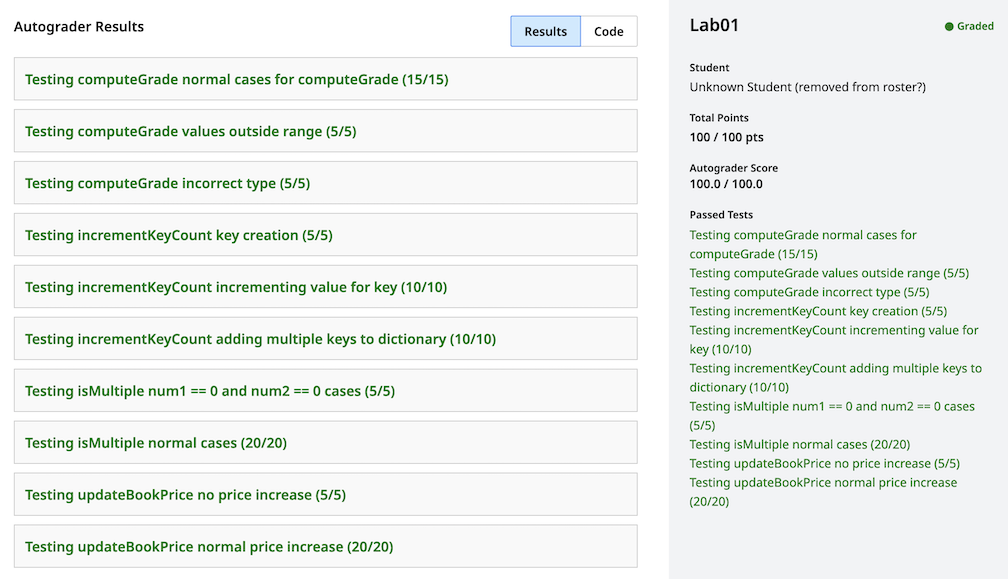 Autograder Results
Results
Code
Testing computeGrade normal cases for computeGrade (15/15)
Testing computeGrade values outside range (5/5)
Testing computeGrade incorrect type (5/5)
Testing incrementKeyCount key creation (5/5)
Testing incrementKeyCount incrementing value for key (10/10)
Testing incrementKeyCount adding multiple keys to dictionary (10/10)
Testing isMultiple num1 == 0 and num2 == 0 cases (5/5)
Testing isMultiple normal cases (20/20)
Testing updateBookPrice no price increase (5/5)
Testing updateBookPrice normal price increase (20/20)
Lab01
Graded
Student
Unknown Student (removed from roster?)
Total Points
100 / 100 pts
Autograder Score
100.0 / 100.0
Passed Tests
Testing computeGrade normal cases for
computeGrade (15/15)
Testing computeGrade values outside range (5/5)
Testing computeGrade incorrect type (5/5)
Testing incrementKeyCount key creation (5/5)
Testing incrementKeyCount incrementing value for
key (10/10)
Testing incrementKeyCount adding multiple keys to
dictionary (10/10)
Testing isMultiple num1 == 0 and num2 == 0 cases
(5/5)
Testing isMultiple normal cases (20/20)
Testing updateBookPrice no price increase (5/5)
Testing updateBookPrice normal price increase
(20/20)